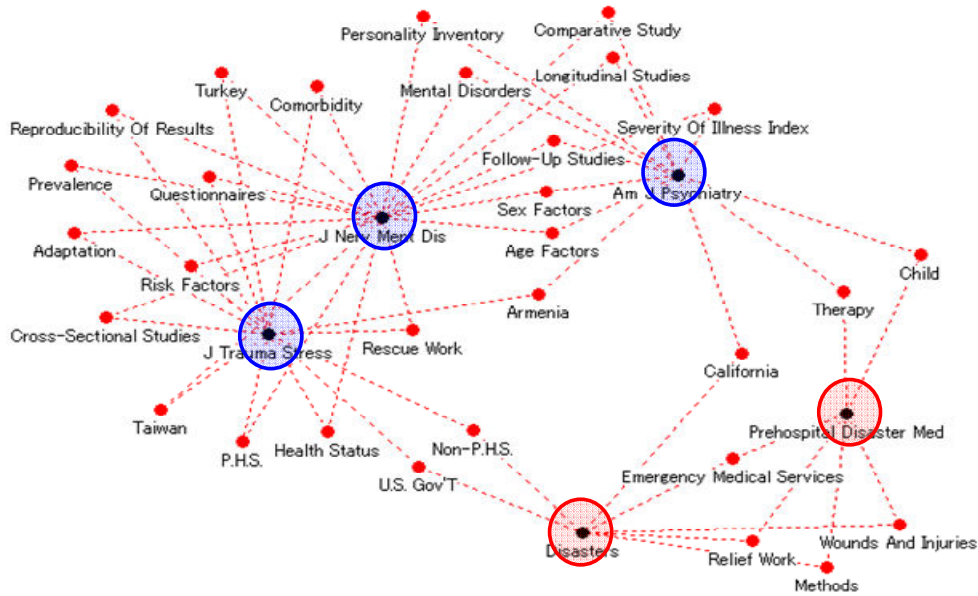 Comparative Study
Personality Inventory
Longitudinal Studies
Turkey
Mental Disorders
Comorbidity
Reproducibility Of Results
Severity Of Illness Index
Follow-Up Studies
Prevalence
Questionnaires
Am J Psychiatry
Sex Factors
J Nerv Ment Dis
Adaptation
Age Factors
Child
Risk Factors
Armenia
Therapy
Cross-Sectional Studies
Rescue Work
J Trauma Stress
California
Taiwan
Prehospital Disaster Med
Non-P.H.S.
Health Status
P.H.S.
Emergency Medical Services
U.S. Gov'T
Wounds And Injuries
Disasters
Relief Work
Methods